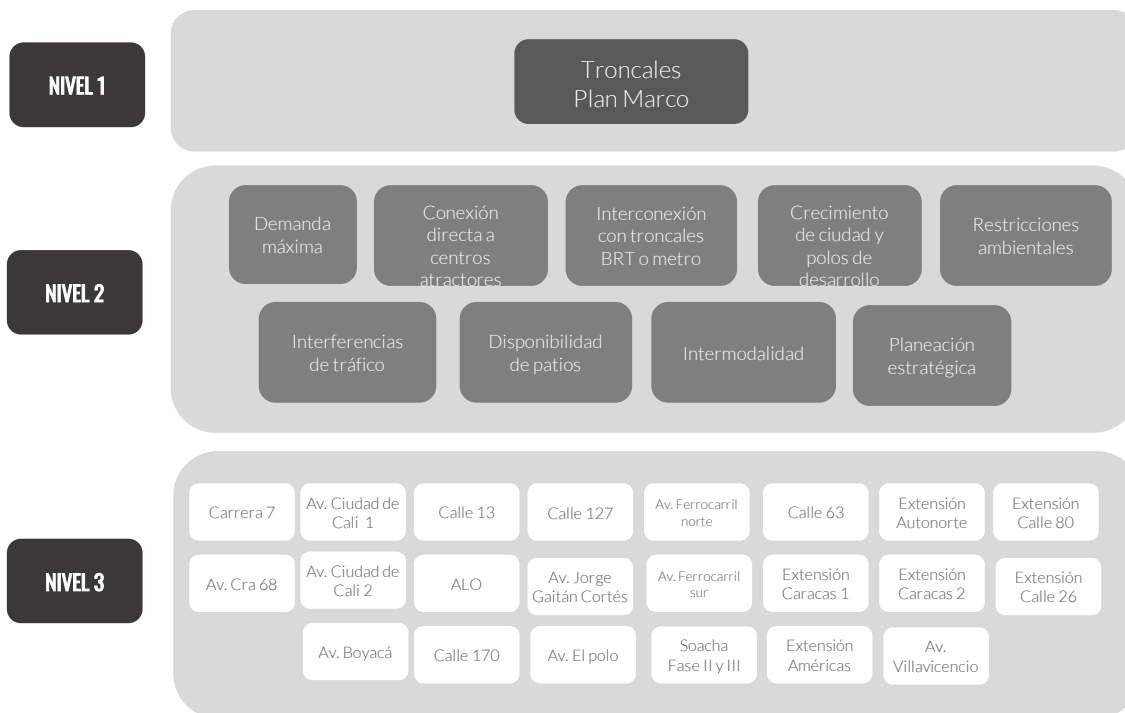 NIVEL 1
Troncales
Plan Marco
NIVEL 2
Demanda
máxima
Conexión
directa a
centros
atractores
Interconexión
con troncales
BRT o metro
Crecimiento
de ciudad y
polos de
desarrollo
Restricciones
ambientales
Interferencias
de tráfico
Disponibilidad
de patios
Intermodalidad
Planeación
estratégica
NIVEL 3
Carrera 7
Av. Ciudad de
Cali 1
Calle 13
Calle 127
Av. Ferrocarril
norte
Calle 63
Extensión
Autonorte
Extensión
Calle 80
Av. Cra 68
Av. Ciudad de
Cali 2
ALO
Av. Jorge
Gaitán Cortés
Av. Ferrocarril
sur
Extensión
Caracas 1
Extensión
Caracas 2
Extensión
Calle 26
Av. Boyacá
Calle 170
Av. El polo
Soacha
Fase II y III
Extensión
Américas
Av.
Villavicencio